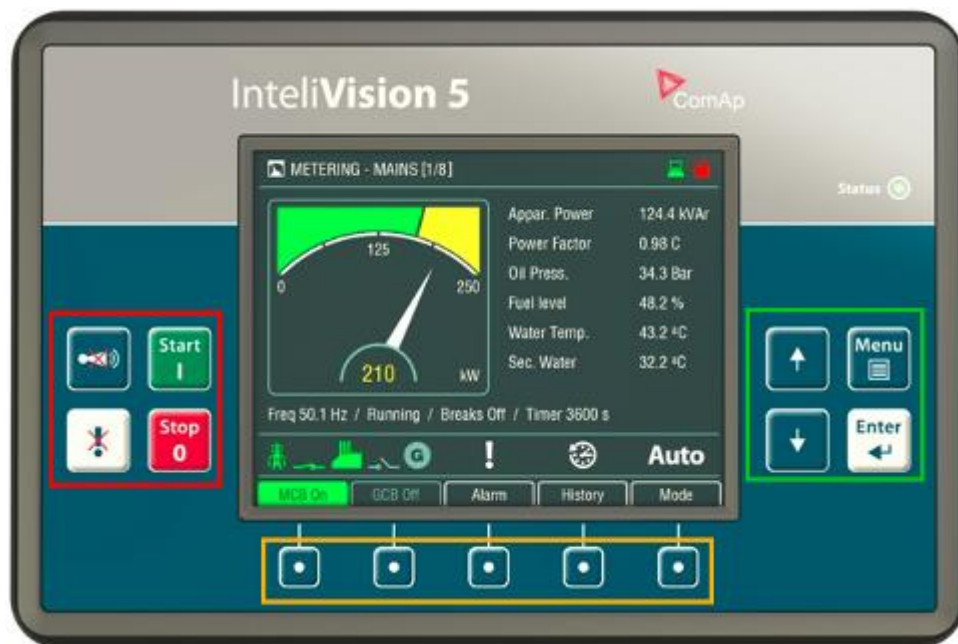 InteliVision 5
ComAp
METERING - MAINS [1/8]
Status
Appar. Power 124.4 kVAr
Power Factor 0.98 C
Oil Press. 34.3 Bar
Fuel level 48.2 %
Water Temp. 43.2 ºC
Sec. Water 32.2 ºC
0
125
250
210
kW
Freq 50.1 Hz / Running / Breaks Off / Timer 3600 s
G
!
Auto
MCB On
GCB Off
Alarm
History
Mode
Start
I
Stop
0
Menu
Enter